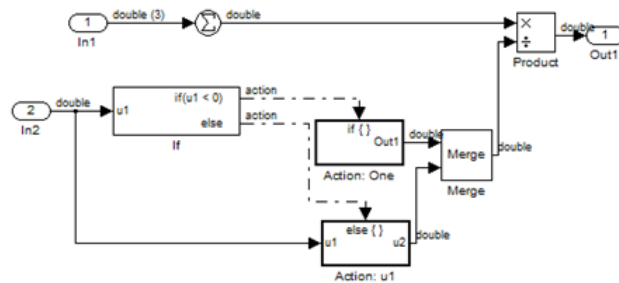 1
In1
double (3)
Σ
double
×
÷
Product
double
1
Out1
2
In2
double
u1
if(u1 < 0)
else
If
action
action
if { }
Out1
Action: One
double
Merge
Merge
double
else { }
u1
u2
Action: u1
double